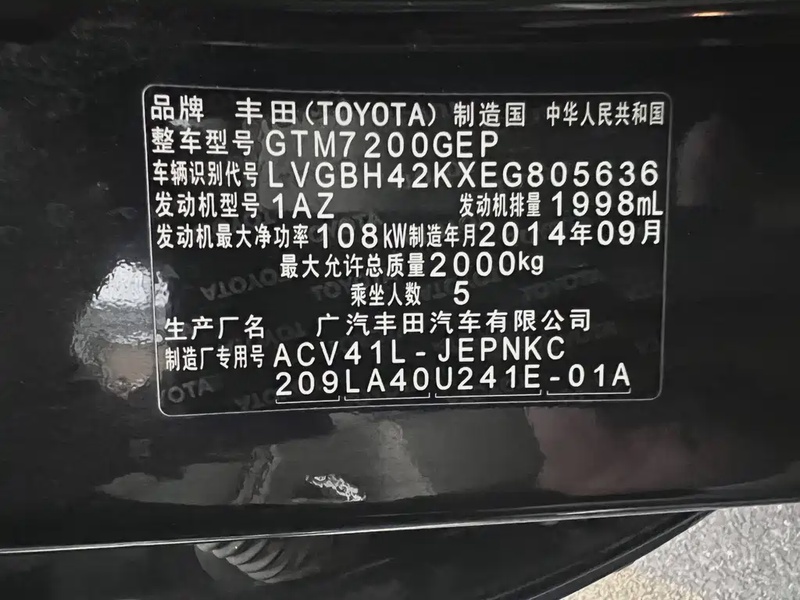 品牌 丰田(TOYOTA) 制造国 中华人民共和国
整车型号 GTM7200GEP
车辆识别代号 LVGBH42KXEG805636
发动机型号 1AZ 发动机排量 1998mL
发动机最大净功率 108kW 制造年月 2014年09月
最大允许总质量 2000kg
乘坐人数 5
生产厂名 广汽丰田汽车有限公司
制造厂专用号 ACV41L-JEPNKC
209LA40U241E-01A